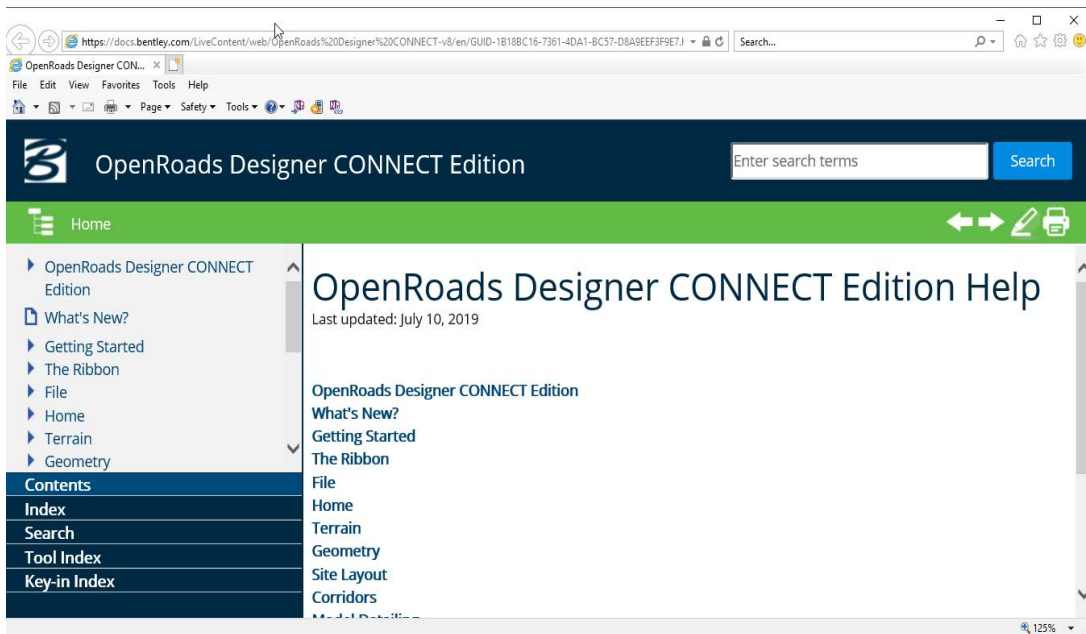 https://docs.bentley.com/LiveContent/web/OpenRoads%20Designer%20CONNECT-v8/en/GUID-1B18BC16-7361-4DA1-BC57-D8A9EEF3F9E7.
Search...
OpenRoads Designer CON...
File Edit View Favorites Tools Help
Page Safety Tools
OpenRoads Designer CONNECT Edition
Enter search terms
Search
Home
OpenRoads Designer CONNECT
Edition
What's New?
Getting Started
The Ribbon
File
Home
Terrain
Geometry
Contents
Index
Search
Tool Index
Key-in Index
OpenRoads Designer CONNECT Edition Help
Last updated: July 10, 2019
OpenRoads Designer CONNECT Edition
What's New?
Getting Started
The Ribbon
File
Home
Terrain
Geometry
Site Layout
Corridors
Model Detailing
125%